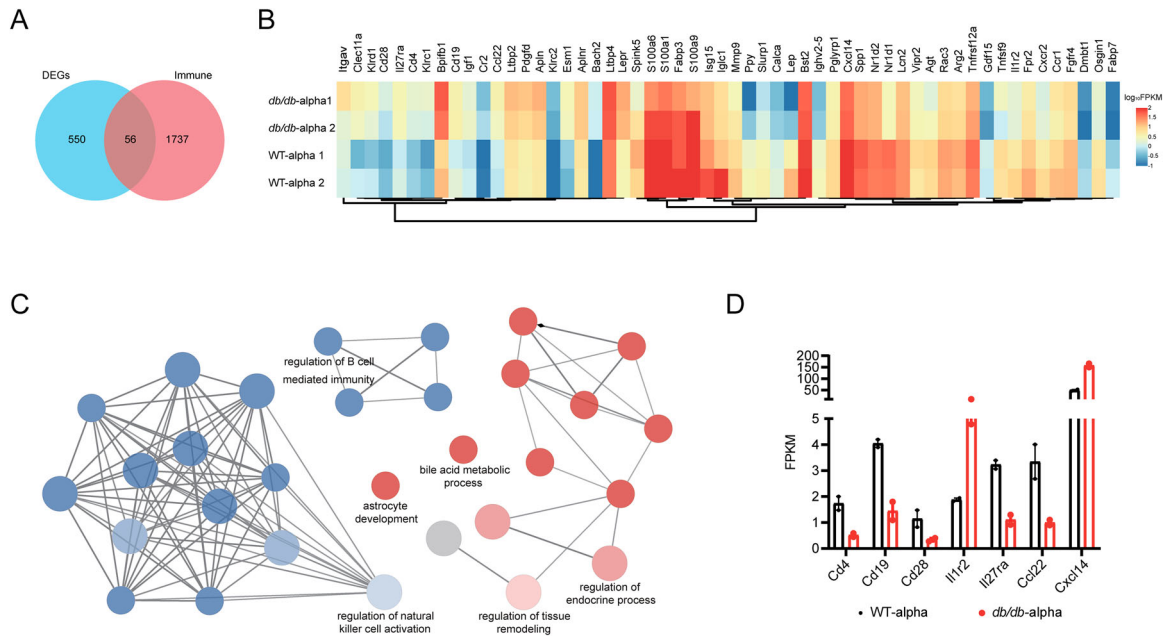 A
DEGs
Immune
550
56
1737
B
Itgav
Clec11a
Klrd1
Cd28
Il27ra
Cd4
Klrc1
Bpifb1
Cd19
Igf1
Cr2
Ccl22
Ltbp2
Pdgfd
Apln
Klrc2
Esm1
Aplnr
Bach2
Ltbp4
Lepr
Spink5
S100a6
S100a1
Fabp3
S100a9
Isg15
Iglc1
Mmp9
Ppy
Slurp1
Calca
Lep
Bst2
Ighv2-5
Pglyrp1
Cxcl14
Spp1
Nr1d2
Nr1d1
Lcn2
Vipr2
Agt
Rac3
Arg2
Tnfrsf12a
Gdf15
Tnfsf9
Il1r2
Fpr2
Cxcr2
Ccr1
Fgf4
Dmbt1
Osgin1
Fabp7
db/db-alpha1
db/db-alpha 2
WT-alpha 1
WT-alpha 2
log₁₀FPKM
2
1.5
1
0.5
0
-0.5
-1
C
regulation of B cell
mediated immunity
bile acid metabolic
process
astrocyte
development
regulation of natural
killer cell activation
regulation of tissue
remodeling
regulation of
endocrine process
D
FPKM
200
150
100
50
5
4
3
2
1
0
Cd4
Cd19
Cd28
Il1r2
Il27ra
Ccl22
Cxcl14
WT-alpha
db/db-alpha